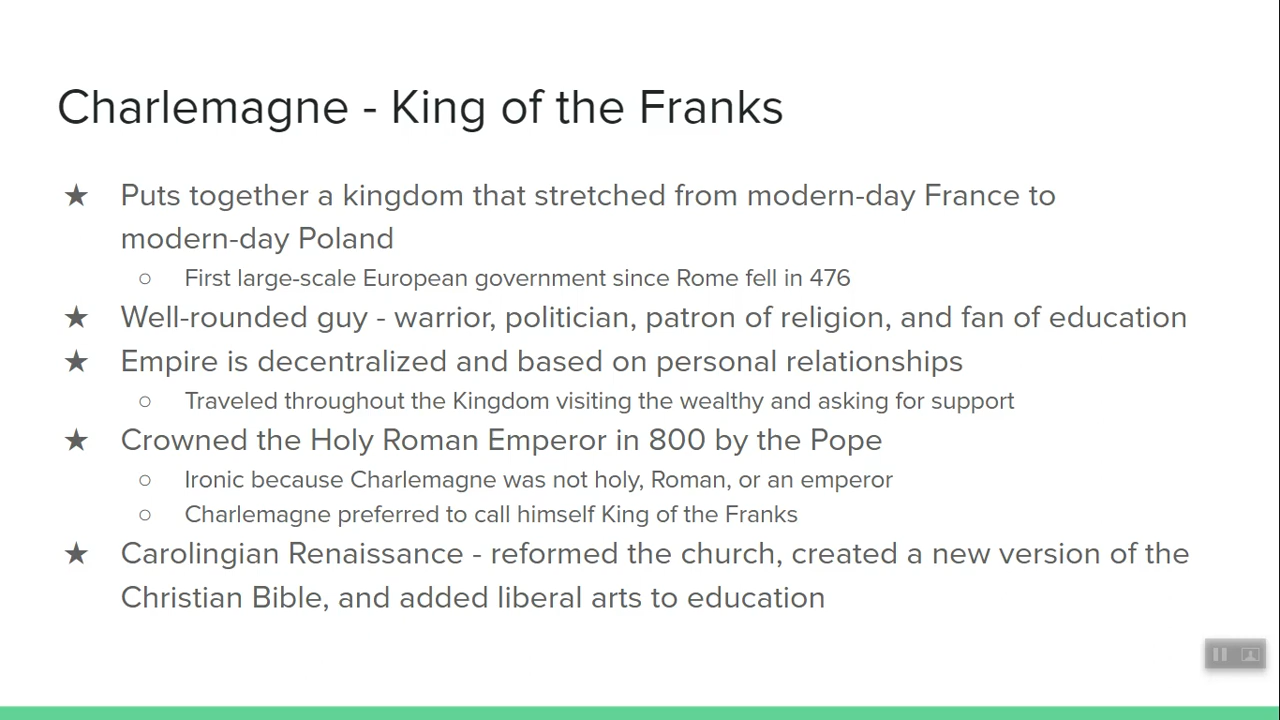 Charlemagne - King of the Franks
★ Puts together a kingdom that stretched from modern-day France to
modern-day Poland
○ First large-scale European government since Rome fell in 476
★ Well-rounded guy - warrior, politician, patron of religion, and fan of education
★ Empire is decentralized and based on personal relationships
○ Traveled throughout the Kingdom visiting the wealthy and asking for support
★ Crowned the Holy Roman Emperor in 800 by the Pope
○ Ironic because Charlemagne was not holy, Roman, or an emperor
○ Charlemagne preferred to call himself King of the Franks
★ Carolingian Renaissance - reformed the church, created a new version of the
Christian Bible, and added liberal arts to education